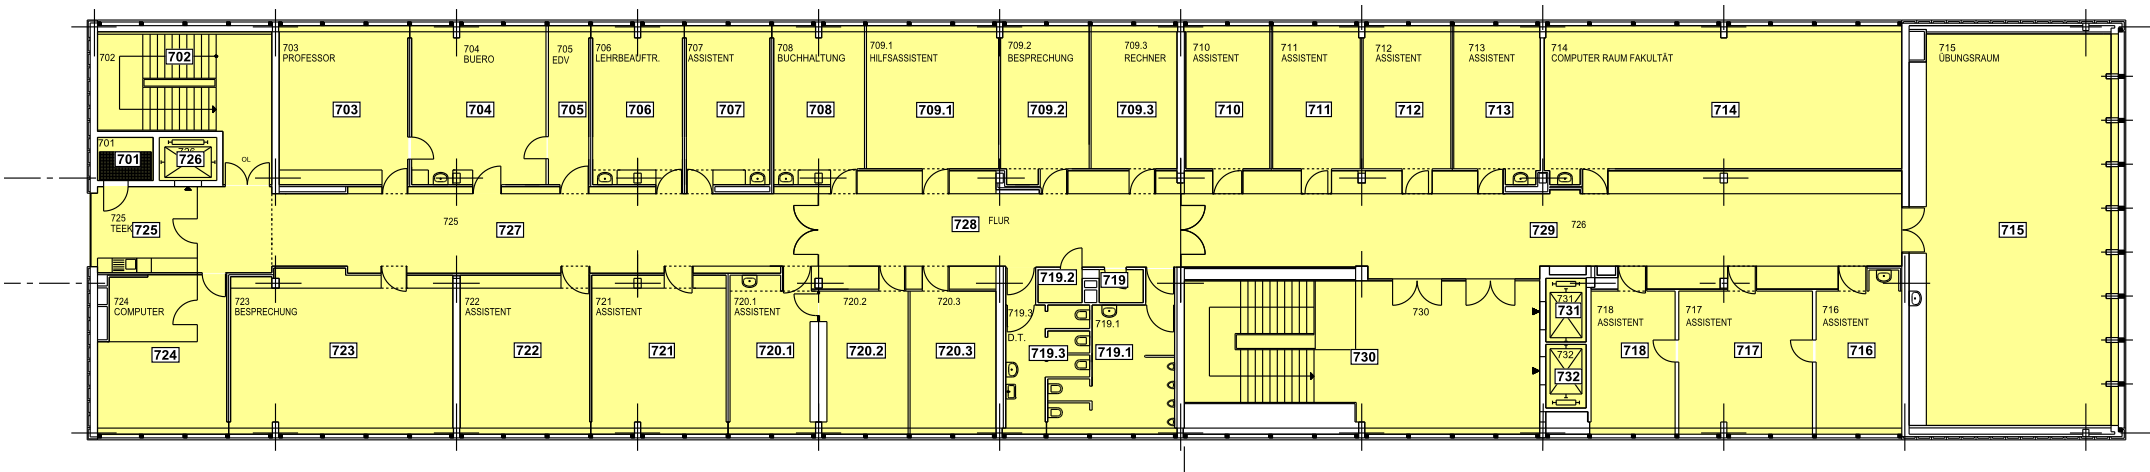 702
702
703
PROFESSOR
703
704
BUERO
704
705
EDV
705
706
LEHRBEAUFTR.
706
707
ASSISTENT
707
708
BUCHHALTUNG
708
709.1
HILFSASSISTENT
709.1
709.2
BESPRECHUNG
709.2
709.3
RECHNER
709.3
710
ASSISTENT
710
711
ASSISTENT
711
712
ASSISTENT
712
713
ASSISTENT
713
714
COMPUTER RAUM FAKULTÄT
714
715
ÜBUNGSRAUM
715
701
701
726
OL
725
TEEK
725
725
727
728
FLUR
729
726
724
COMPUTER
724
723
BESPRECHUNG
723
722
ASSISTENT
722
721
ASSISTENT
721
720.1
ASSISTENT
720.1
720.2
720.2
720.3
720.3
719.2
719
719.3
D.T.
719.3
719.1
719.1
730
730
731
731
732
732
718
ASSISTENT
718
717
ASSISTENT
717
716
ASSISTENT
716